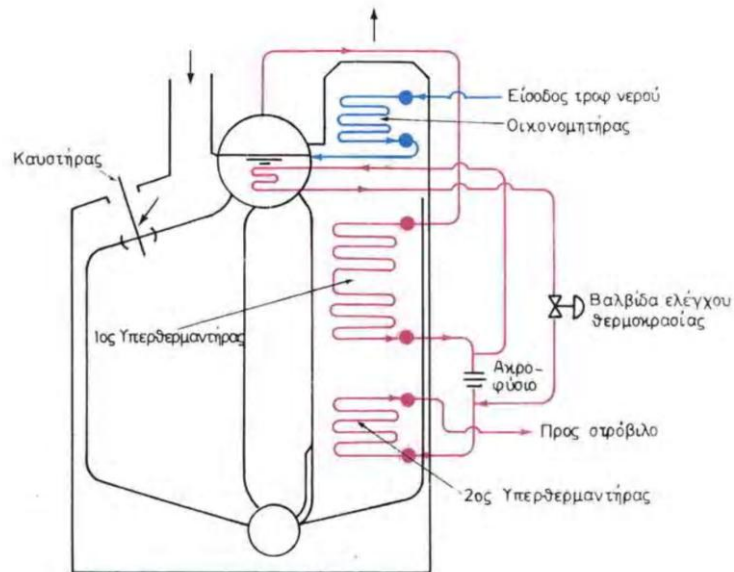 Είσοδος τροφ νερού
Οικονομητήρας
Καυστήρας
Βαλβίδα ελέγχου
θερμοκρασίας
1ος Υπερθερμαντήρας
Ακρο-
φύσιο
Προς στρόβιλο
2ος Υπερθερμαντήρας